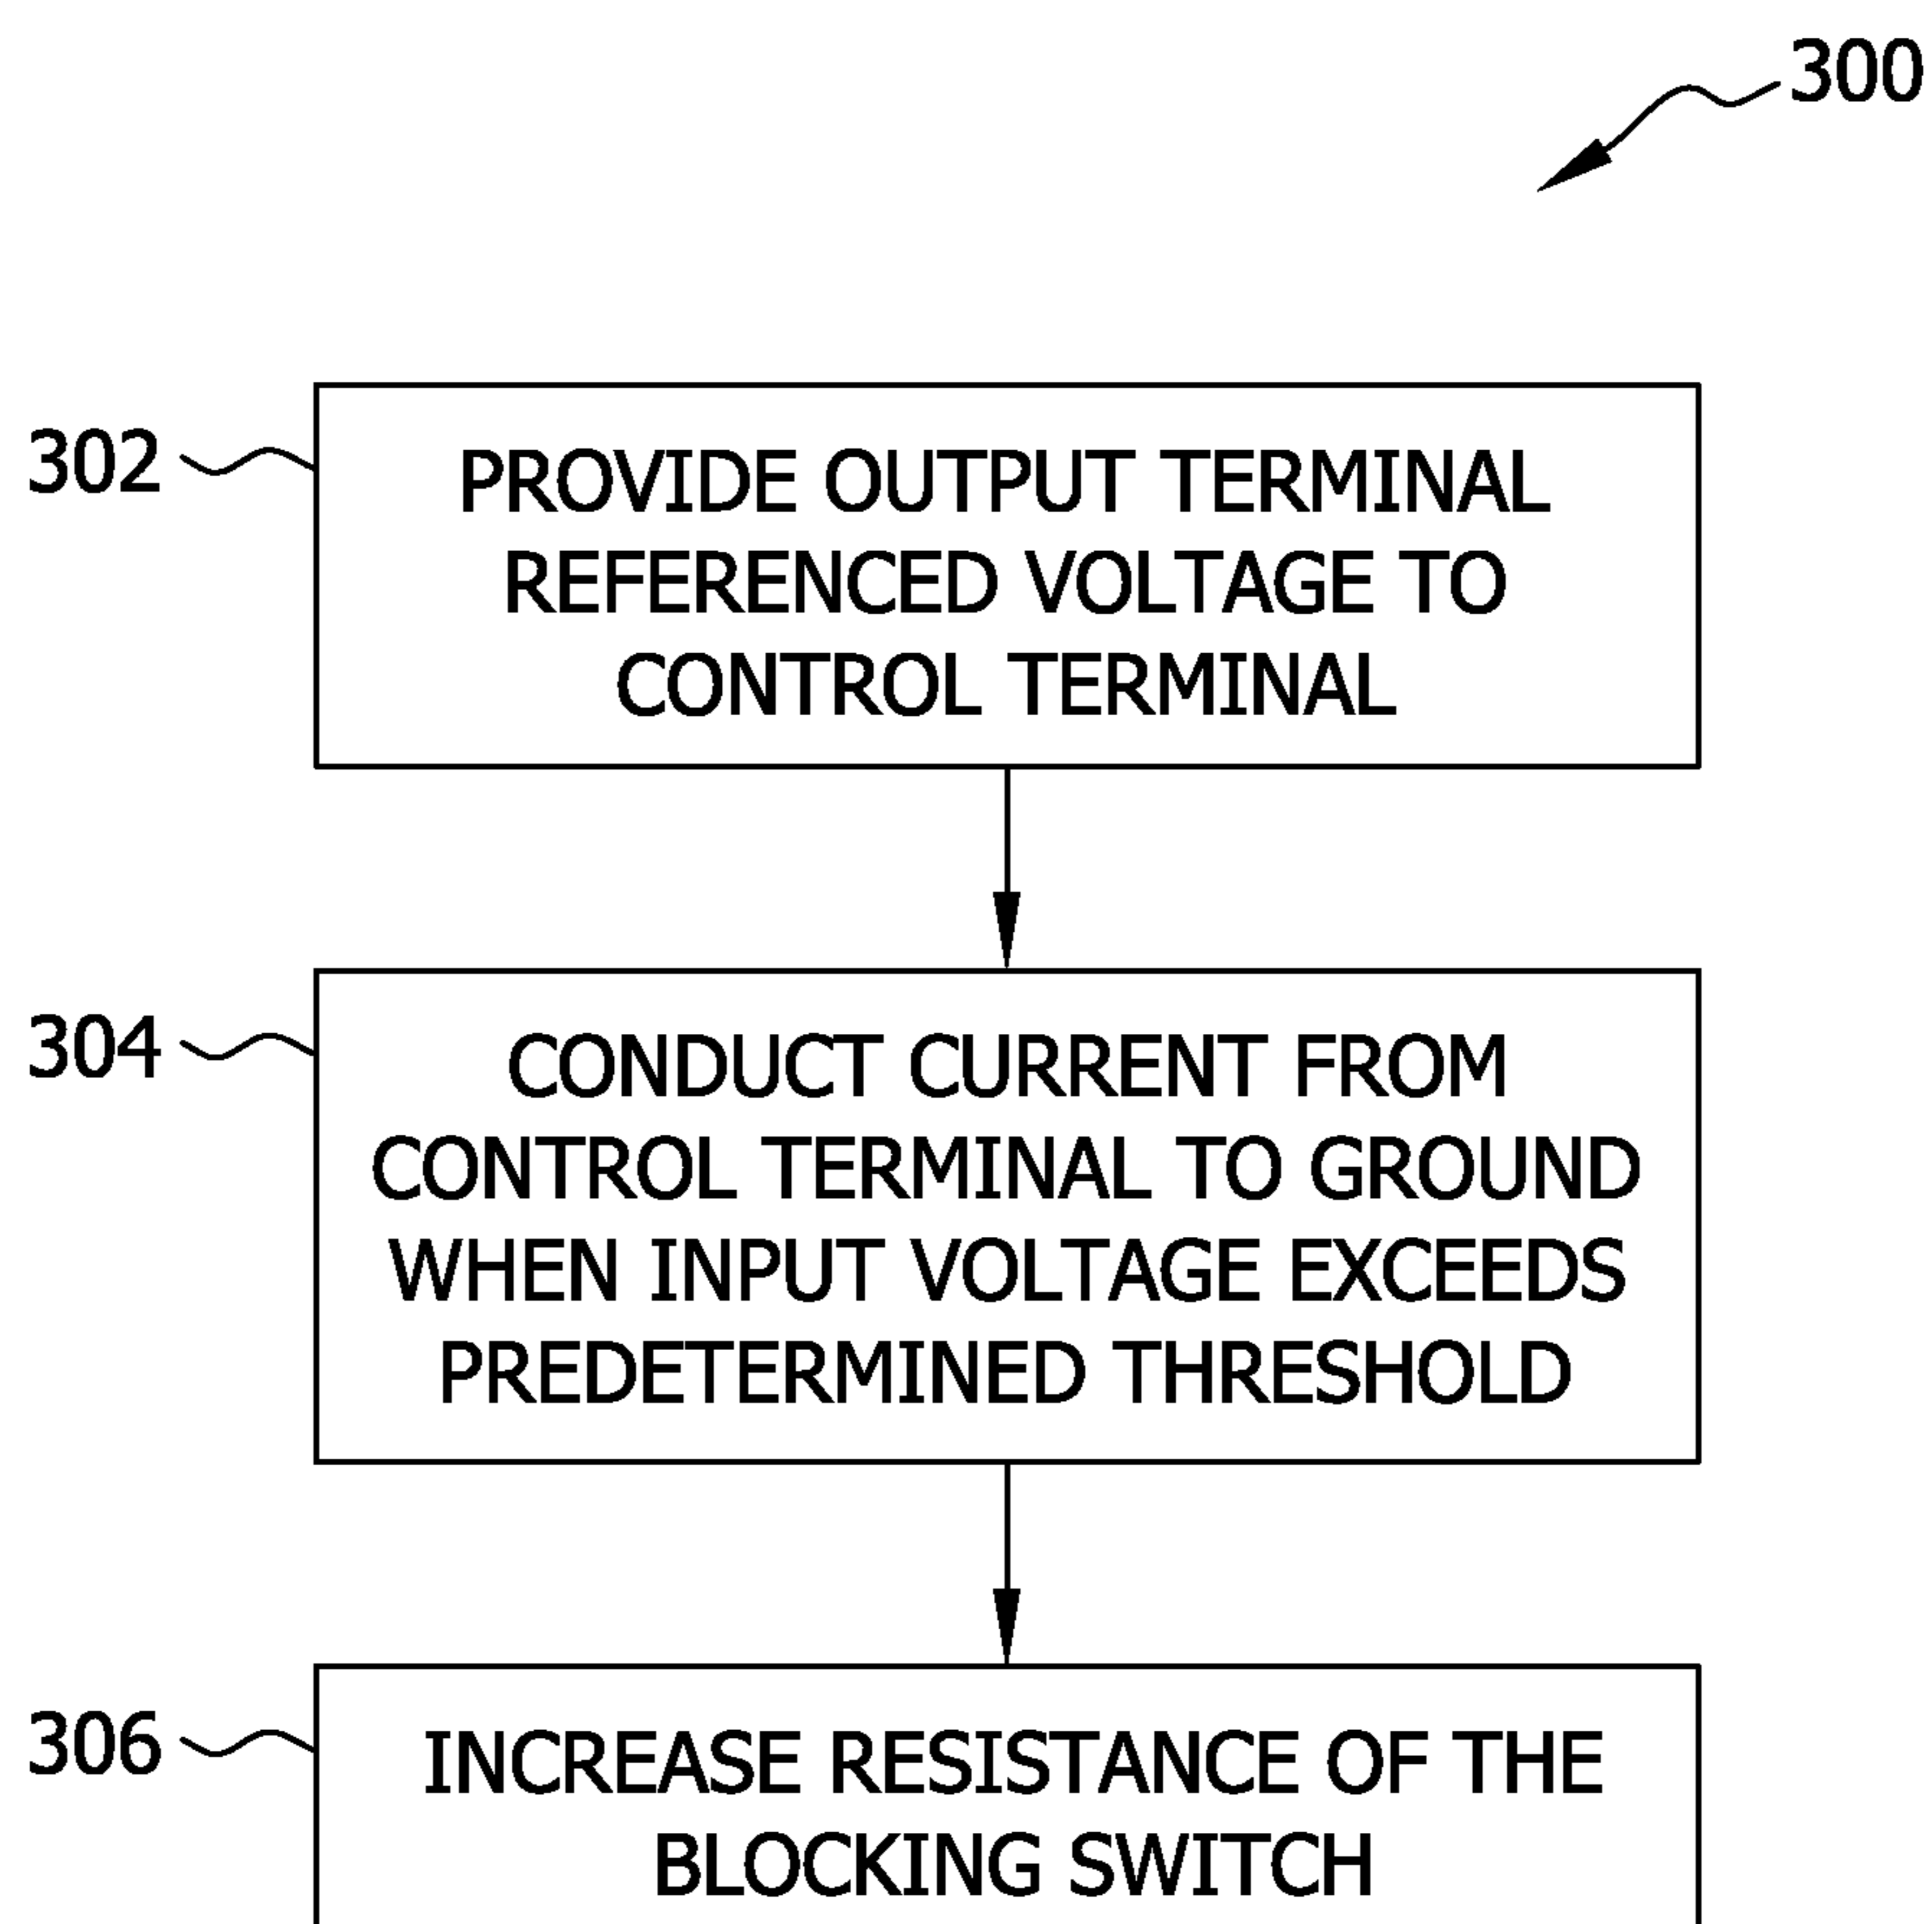 300
302
PROVIDE OUTPUT TERMINAL
REFERENCED VOLTAGE TO
CONTROL TERMINAL
304
CONDUCT CURRENT FROM
CONTROL TERMINAL TO GROUND
WHEN INPUT VOLTAGE EXCEEDS
PREDETERMINED THRESHOLD
306
INCREASE RESISTANCE OF THE
BLOCKING SWITCH